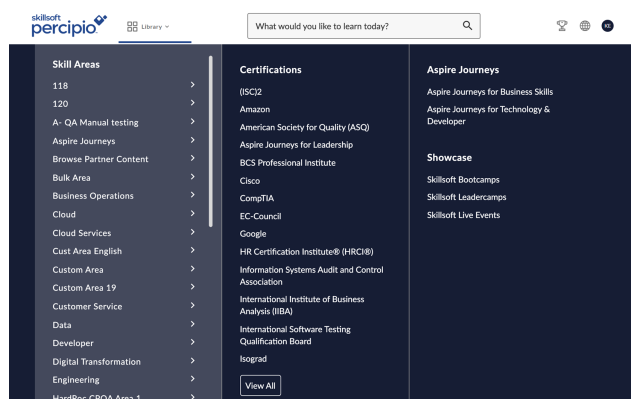 skillsoft
percipio
Library
What would you like to learn today?
KE
Skill Areas
118
120
A- QA Manual testing
Aspire Journeys
Browse Partner Content
Bulk Area
Business Operations
Cloud
Cloud Services
Cust Area English
Custom Area
Custom Area 19
Customer Service
Data
Developer
Digital Transformation
Engineering
HardRoc CPQA Area 1
Certifications
(ISC)2
Amazon
American Society for Quality (ASQ)
Aspire Journeys for Leadership
BCS Professional Institute
Cisco
CompTIA
EC-Council
Google
HR Certification Institute® (HRCI®)
Information Systems Audit and Control
Association
International Institute of Business
Analysis (IIBA)
International Software Testing
Qualification Board
Isograd
View All
Aspire Journeys
Aspire Journeys for Business Skills
Aspire Journeys for Technology &
Developer
Showcase
Skillsoft Bootcamps
Skillsoft Leadercamps
Skillsoft Live Events